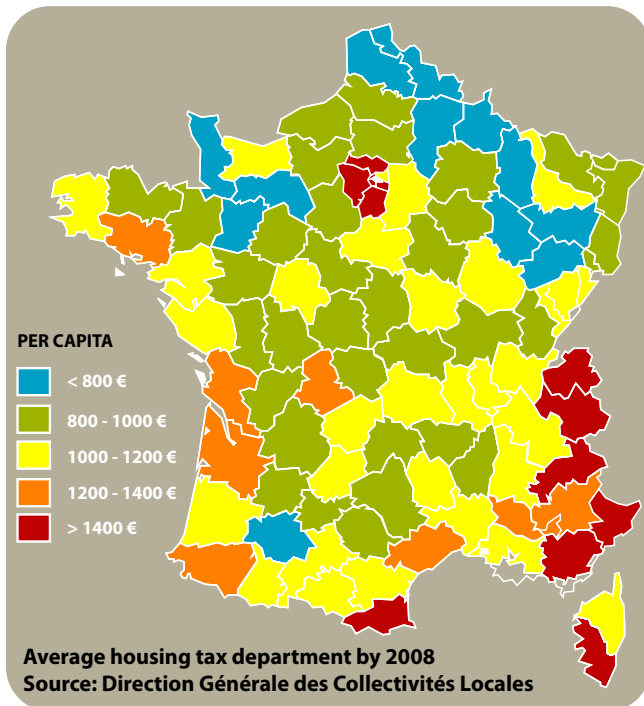 PER CAPITA
< 800 €
800 - 1000 €
1000 - 1200 €
1200 - 1400 €
> 1400 €
Average housing tax department by 2008
Source: Direction Générale des Collectivités Locales